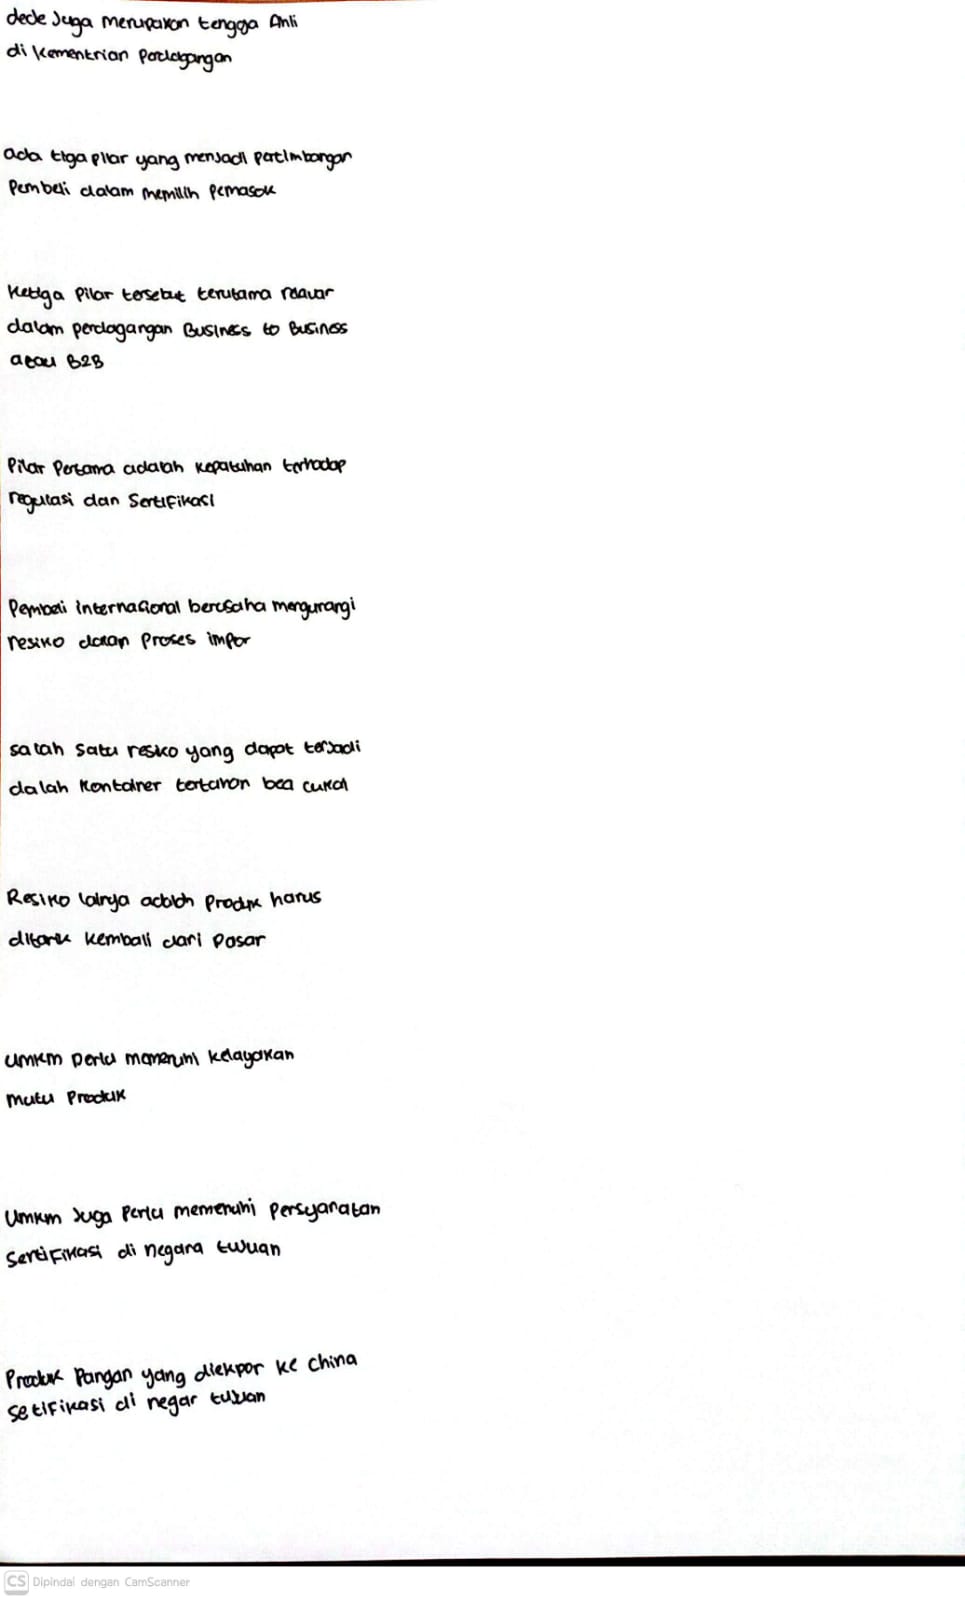 dede Juga merupakan tengga Ahli
di Kementrian Perdagangan
ada tiga pilar yang menjadi pertimbangan
Pembeli dalam memilih Pemasok
Ketiga Pilar tersebut terutama
dalam perdagangan Business to Business
atau B2B
Pilar Pertama adalah kepatuhan terhadap
regulasi dan Sertifikasi
Pembeli internasional berusaha mengurangi
resiko dalan Proses impor
salah satu resiko yang dapat terjadi
dalah Kontainer tertahan bea cukai
Resiko lainya adalah Produk harus
ditarik kembali dari Pasar
UMKM perlu memenuhi kelayakan
mutu Produk
UMKM Juga Perlu memenuhi Persyaratan
Sertifikasi di negara tujuan
Produk Pangan yang diekpor ke china
setifikasi di negar tujuan
CS Dipindai dengan CamScanner